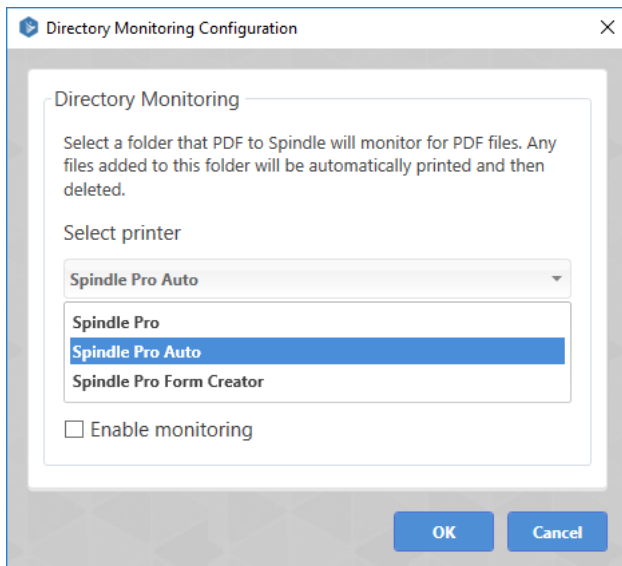 Directory Monitoring Configuration
Directory Monitoring
Select a folder that PDF to Spindle will monitor for PDF files. Any
files added to this folder will be automatically printed and then
deleted.
Select printer
Spindle Pro Auto
Spindle Pro
Spindle Pro Auto
Spindle Pro Form Creator
Enable monitoring
OK Cancel